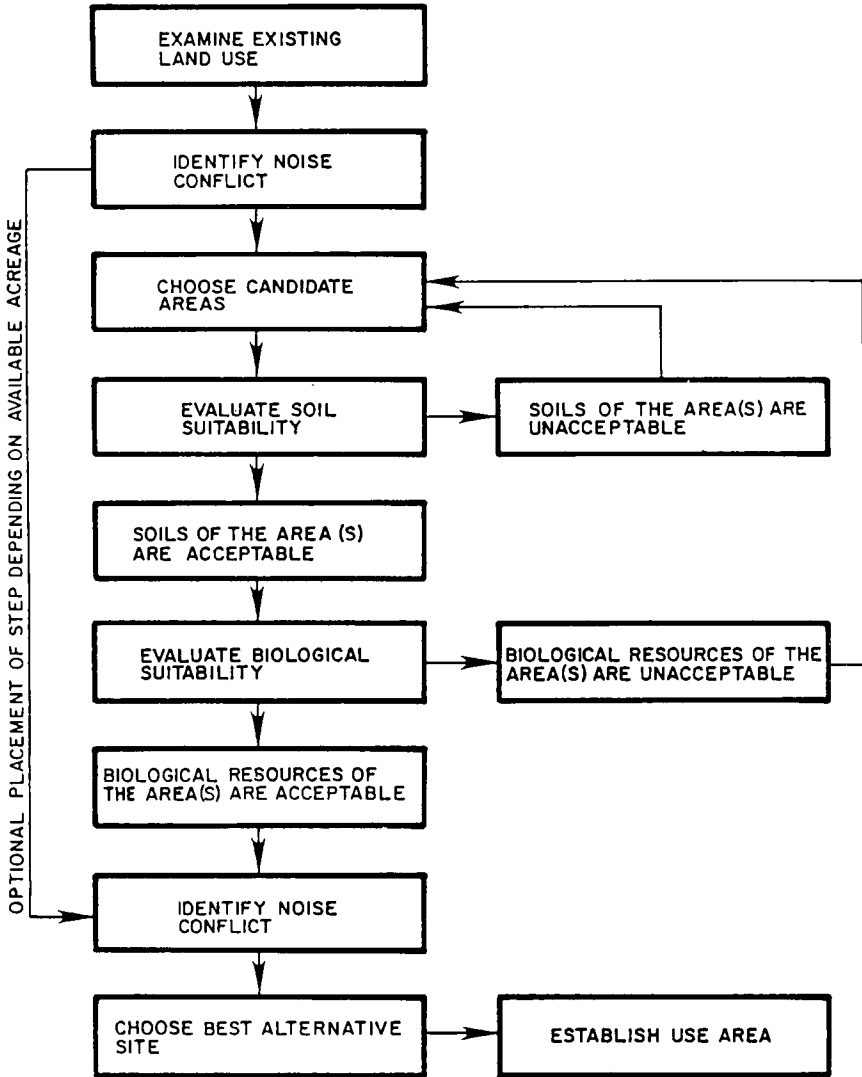 EXAMINE EXISTING
LAND USE
IDENTIFY NOISE
CONFLICT
CHOOSE CANDIDATE
AREAS
EVALUATE SOIL
SUITABILITY
SOILS OF THE AREA(S) ARE
UNACCEPTABLE
SOILS OF THE AREA (S)
ARE ACCEPTABLE
EVALUATE BIOLOGICAL
SUITABILITY
BIOLOGICAL RESOURCES OF THE
AREA(S) ARE UNACCEPTABLE
BIOLOGICAL RESOURCES OF
THE AREA(S) ARE ACCEPTABLE
IDENTIFY NOISE
CONFLICT
CHOOSE BEST ALTERNATIVE
SITE
ESTABLISH USE AREA
OPTIONAL PLACEMENT OF STEP DEPENDING ON AVAILABLE ACREAGE